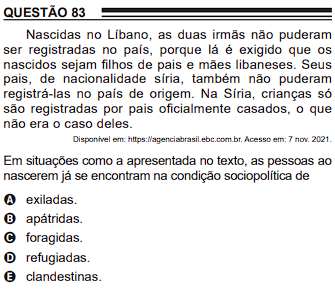 QUESTÃO 83
Nascidas no Líbano, as duas irmãs não puderam
ser registradas no país, porque lá é exigido que os
nascidos sejam filhos de pais e mães libaneses. Seus
pais, de nacionalidade síria, também não puderam
registrá-las no país de origem. Na Síria, crianças só
são registradas por pais oficialmente casados, o que
não era o caso deles.
Disponível em: https://agenciabrasil.ebc.com.br. Acesso em: 7 nov. 2021.
Em situações como a apresentada no texto, as pessoas ao
nascerem já se encontram na condição sociopolítica de
A exiladas.
B apátridas.
C foragidas.
D refugiadas.
E clandestinas.